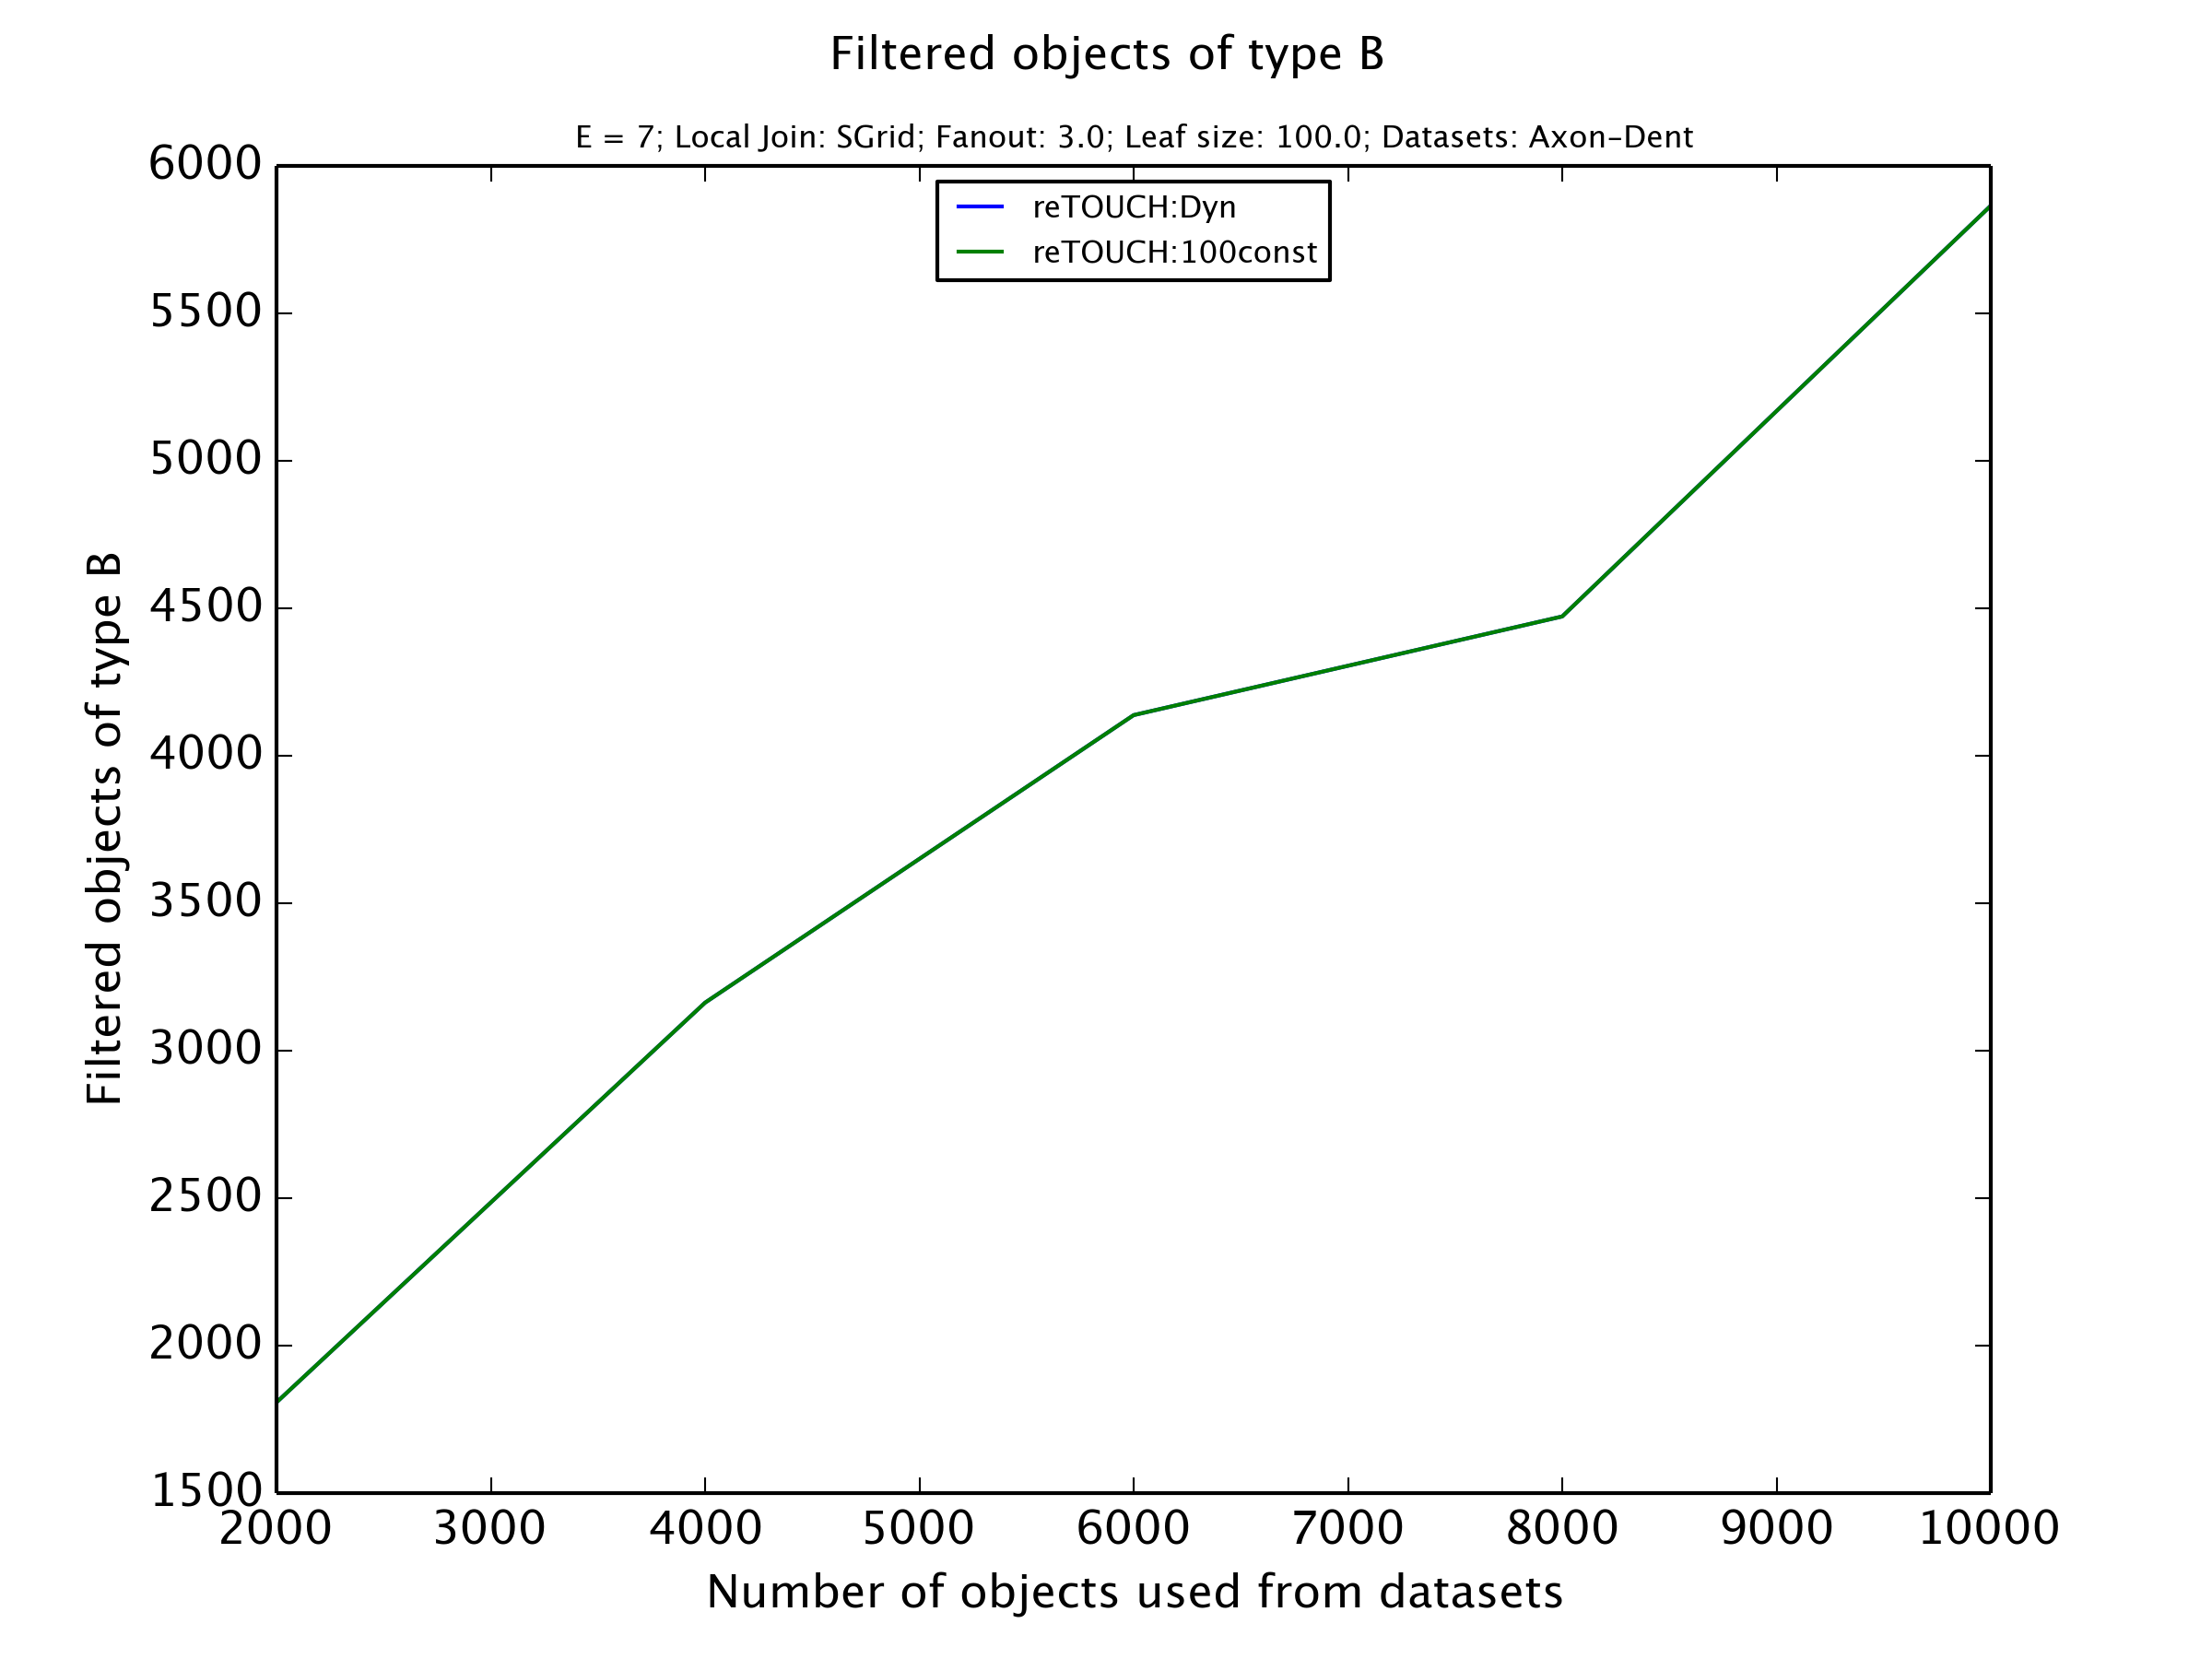 Filtered objects of type B
E = 7; Local Join: SGrid; Fanout: 3.0; Leaf size: 100.0; Datasets: Axon-Dent
reTOUCH:Dyn
reTOUCH:100const
6000
5500
5000
4500
4000
3500
3000
2500
2000
1500
Filtered objects of type B
2000 3000 4000 5000 6000 7000 8000 9000 10000
Number of objects used from datasets